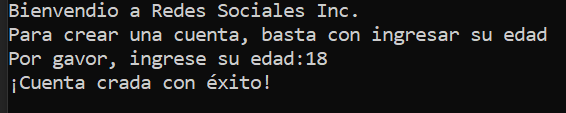 Bienvendio a Redes Sociales Inc.
Para crear una cuenta, basta con ingresar su edad
Por gavor, ingrese su edad:18
¡Cuenta crada con éxito!